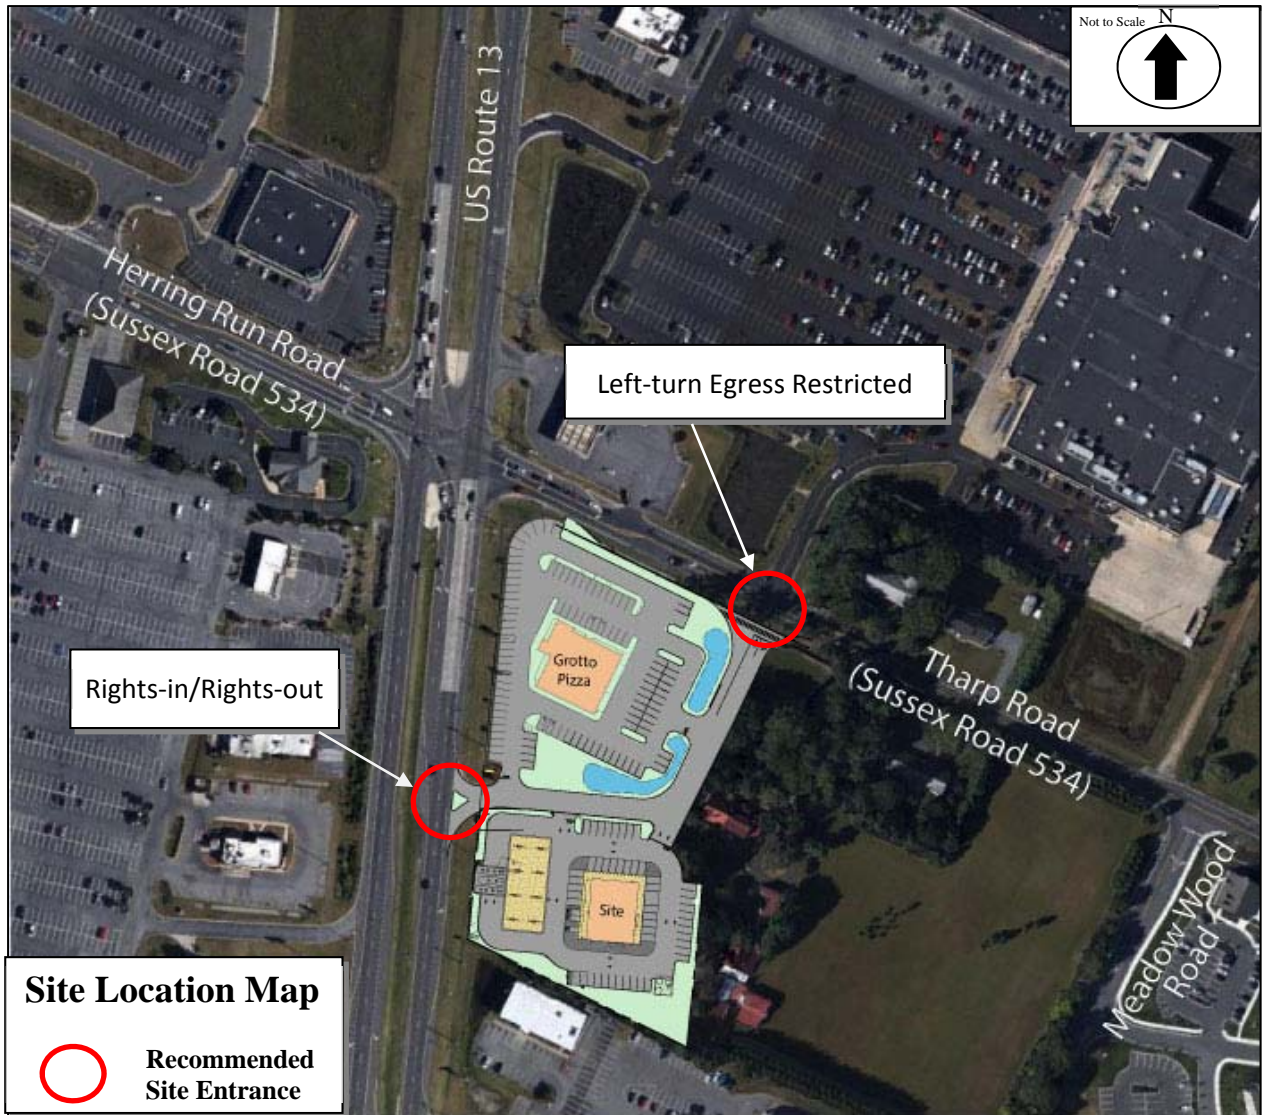 Not to Scale N
US Route 13
Herring Run Road
(Sussex Road 534)
Left-turn Egress Restricted
Grotto
Pizza
Rights-in/Rights-out
Tharp Road
(Sussex Road 534)
Site
Meadow Wood
Road
Site Location Map
Recommended
Site Entrance